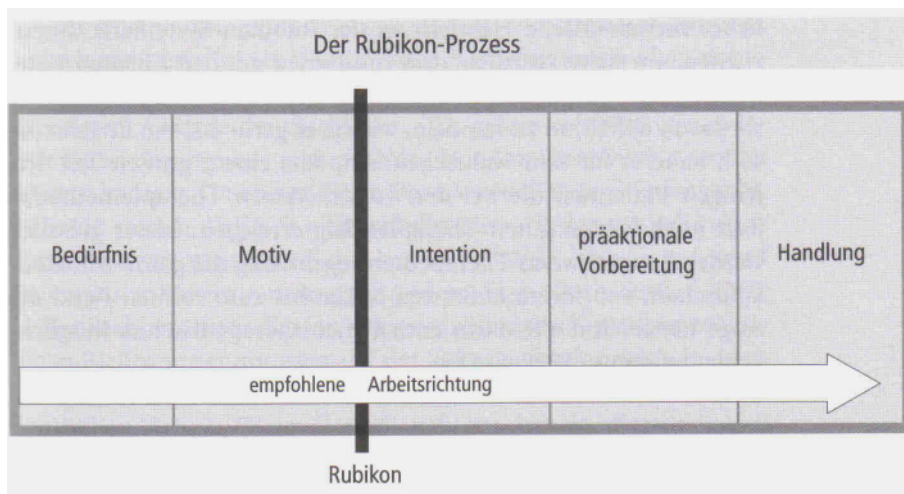 Der Rubikon-Prozess
Bedürfnis
Motiv
Intention
präaktionale
Vorbereitung
Handlung
empfohlene Arbeitsrichtung
Rubikon